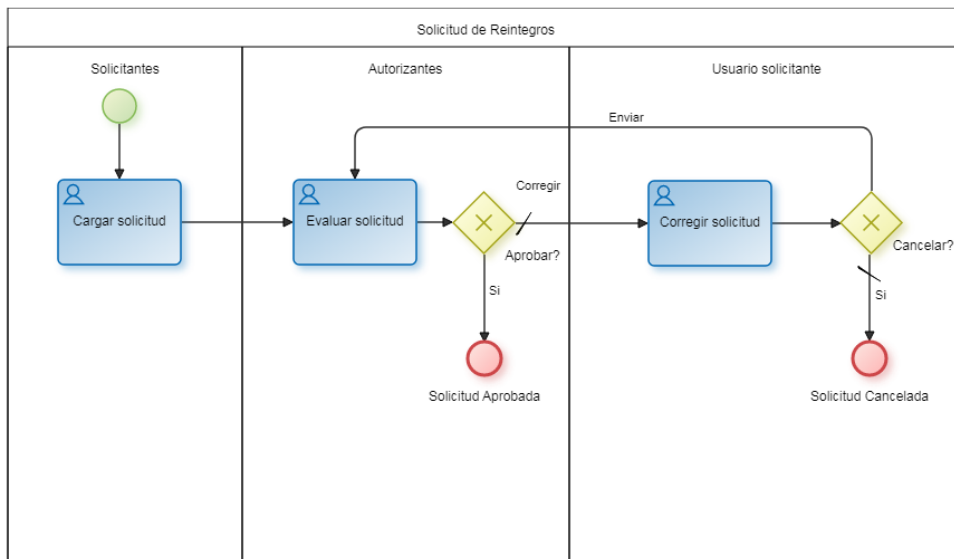 Solicitud de Reintegros
Solicitantes
Autorizantes
Usuario solicitante
Enviar
Corregir
Cargar solicitud
Evaluar solicitud
Corregir solicitud
Aprobar?
Cancelar?
Si
Si
Solicitud Aprobada
Solicitud Cancelada